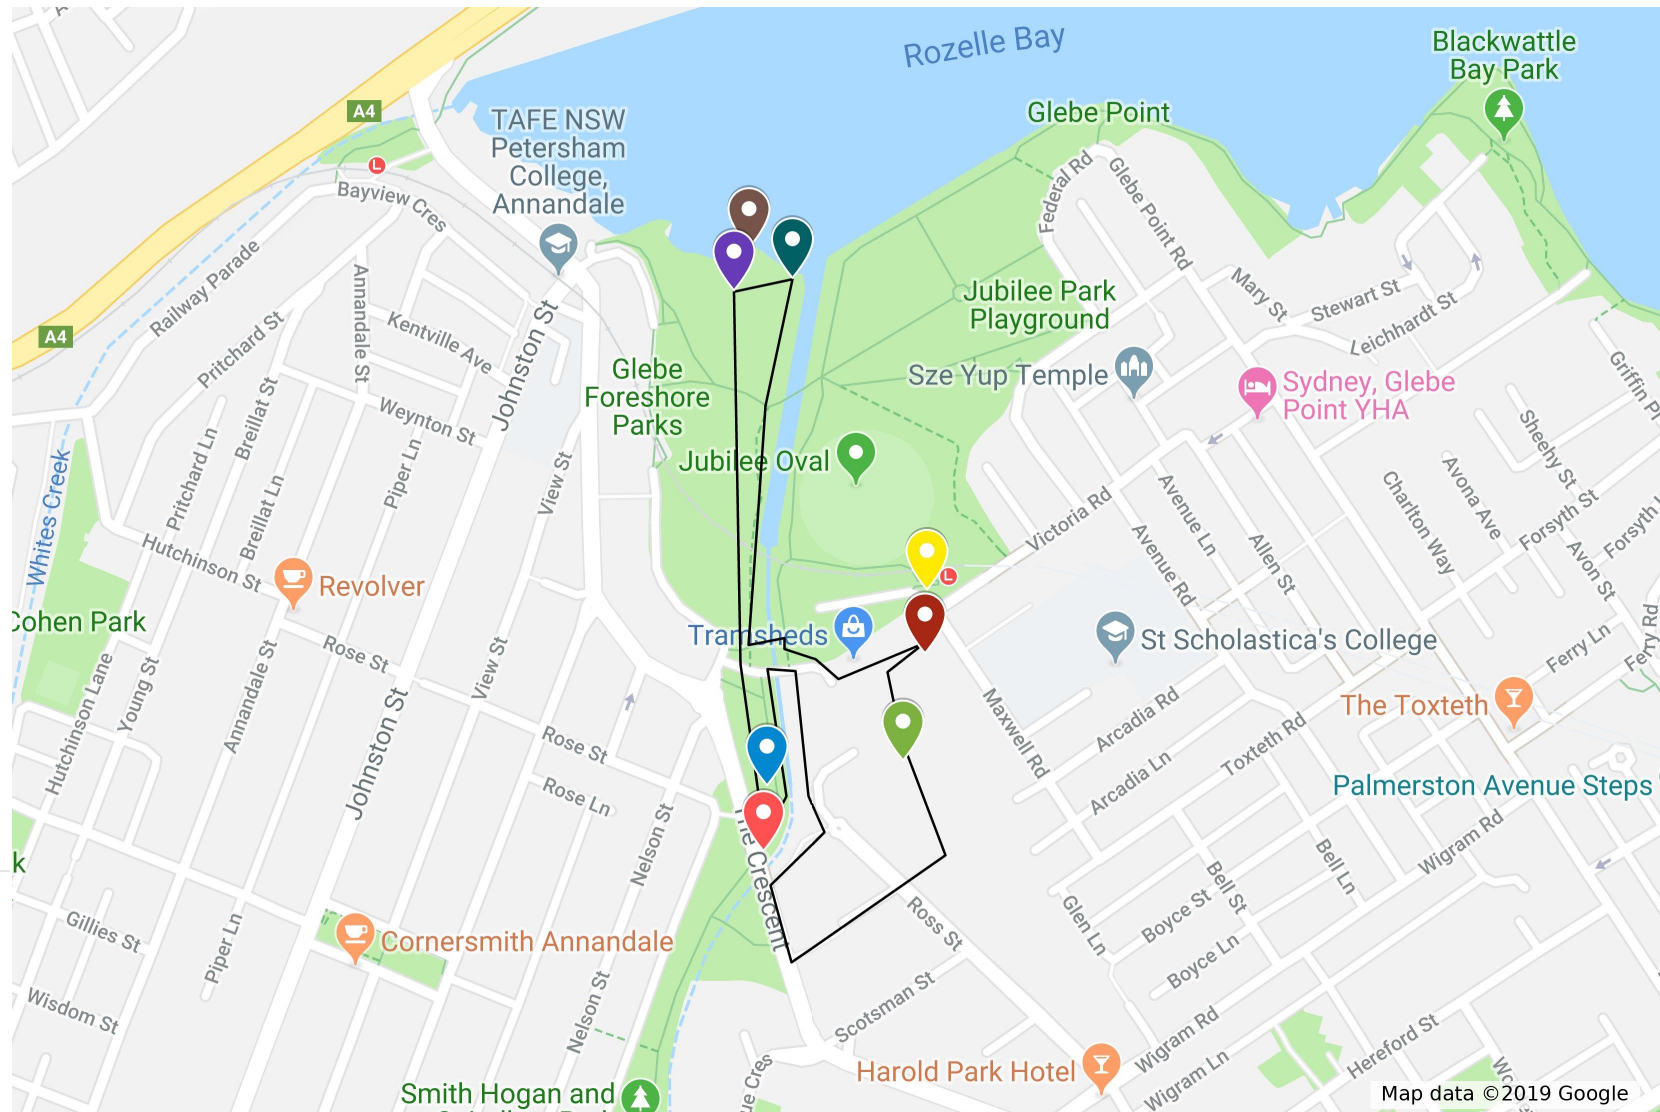 Rozelle Bay
Blackwattle
Bay Park
A4
TAFE NSW
Petersham
College,
Annandale
Glebe Point
Bayview Cres
Federal Rd
Glebe Point Rd
Railway Parade
Annandale St
Mary St
Stewart St
Leichhardt St
Jubilee Park
Playground
A4
Pritchard St
Kentville Ave
Johnston St
Glebe
Foreshore
Parks
Sze Yup Temple
Sydney, Glebe
Point YHA
Weynton St
Breillat St
Pritchard Ln
Piper Ln
View St
Jubilee Oval
Sheehy St
Avona Ave
Charlton Way
Forsyth St
Whites Creek
Breillat Ln
Hutchinson St
Victoria Rd
Avenue Ln
Avenue Rd
Allen St
Avon St
Revolver
Cohen Park
L
L
Tramsheds
St Scholastica's College
Ferry Ln
Ferry Rd
Rose St
View St
Annandale St
Young St
Hutchinson Lane
Johnston St
Maxwell Rd
Arcadia Rd
Arcadia Ln
Toxteth Rd
The Toxteth
Palmerston Avenue Steps
Rose St
Rose Ln
Nelson St
The Crescent
Wigram Rd
Bell Ln
Bell St
Boyce St
Glen Ln
Boyce Ln
Ross St
Gillies St
Piper Ln
Cornersmith Annandale
Wisdom St
Nelson St
Scotsman St
Wigram Rd
Wigram Ln
Hereford St
Harold Park Hotel
Smith Hogan and
Map data ©2019 Google